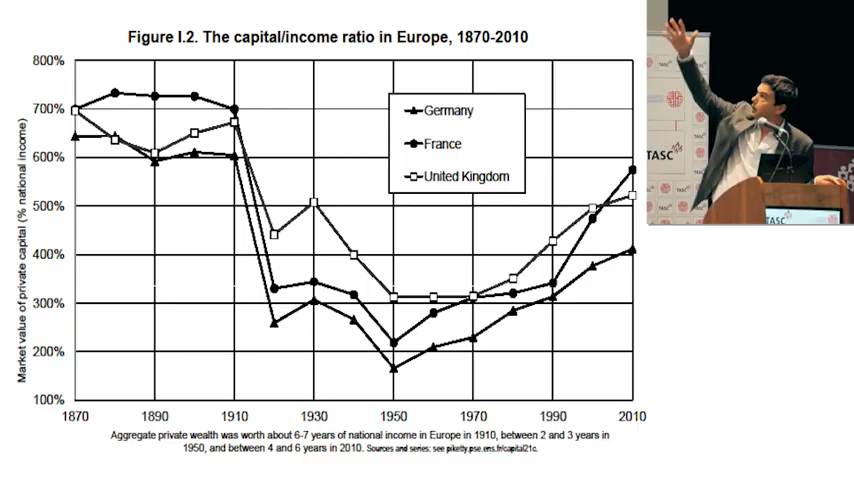 Figure I.2. The capital/income ratio in Europe, 1870-2010
800%
700%
600%
500%
400%
300%
200%
100%
Market value of private capital (% national income)
Germany
France
United Kingdom
1870 1890 1910 1930 1950 1970 1990 2010
Aggregate private wealth was worth about 6-7 years of national income in Europe in 1910, between 2 and 3 years in
1950, and between 4 and 6 years in 2010. Sources and series: see piketty.pse.ens.fr/capital21c.
TASC
TASC
TASC
TASC